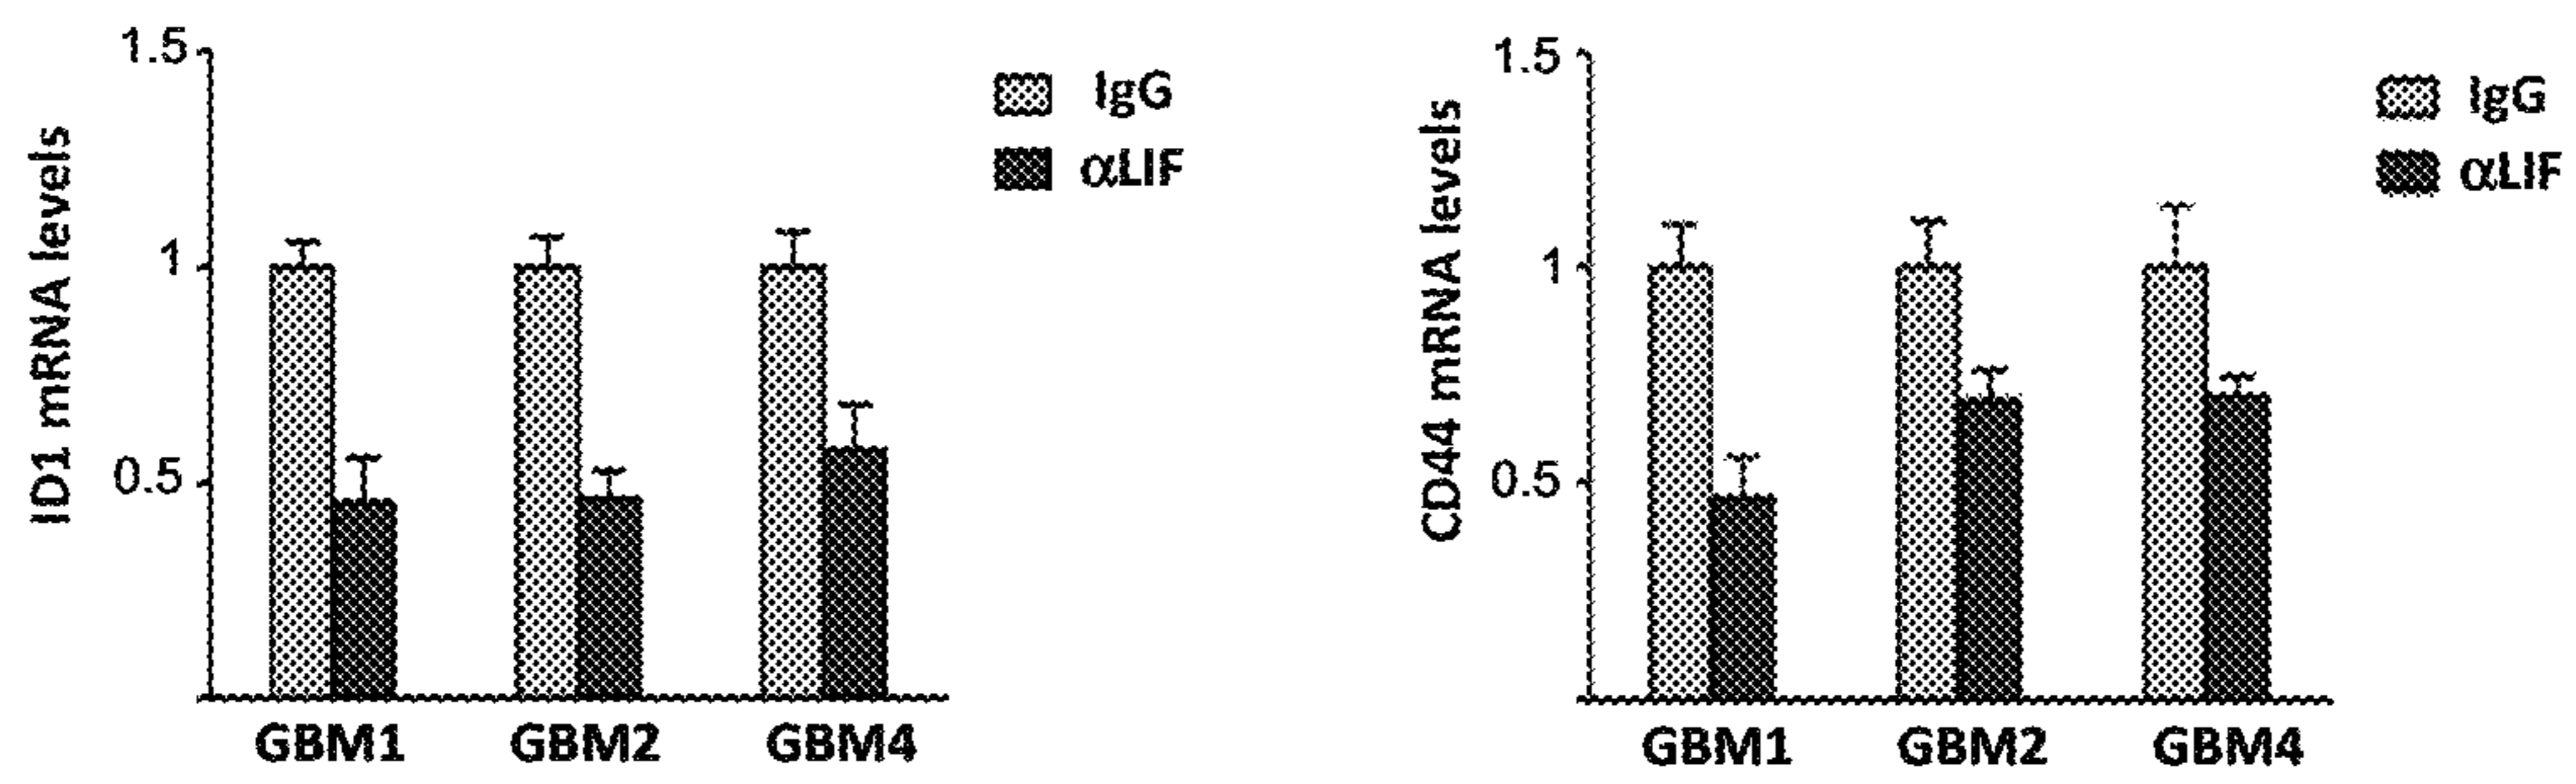 ID1 mRNA levels
1.5
1
0.5
IgG
αLIF
GBM1 GBM2 GBM4
CD44 mRNA levels
1.5
1
0.5
IgG
αLIF
GBM1 GBM2 GBM4